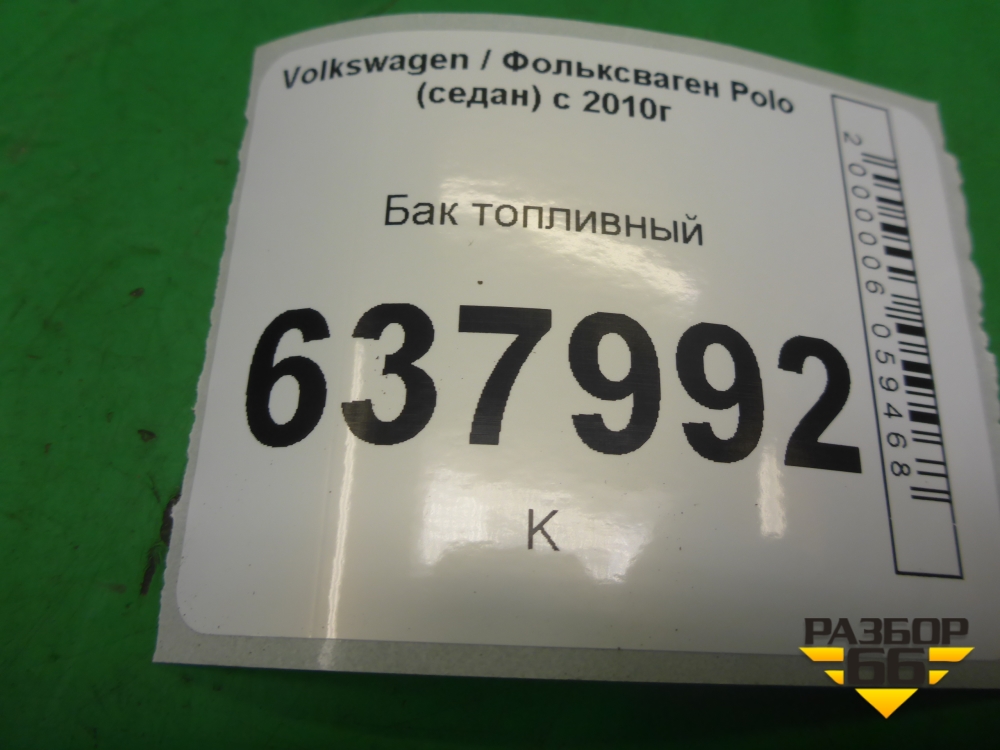 Volkswagen / Фольксваген Polo
(седан) с 2010г
Бак топливный
637992
К
2000006059468
РАЗБОР
66